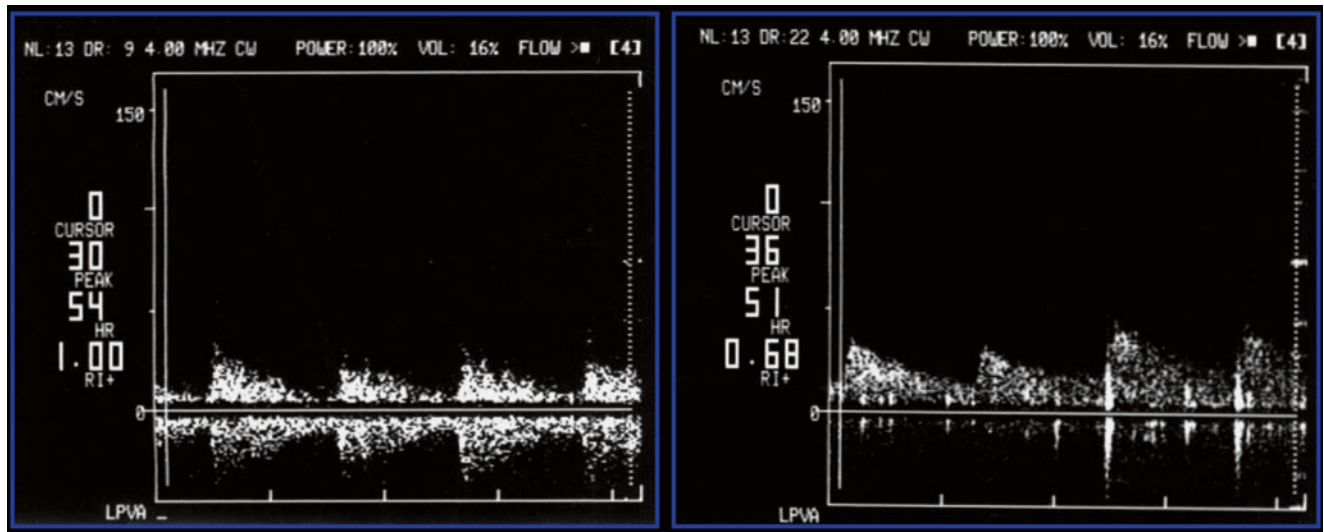 NL:13 DR: 9 4.00 MHZ CW POWER:100% VOL: 16% FLOW >■ [4]
CM/S
150
0
CURSOR
30
PEAK
54
HR
1.00
RI+
0
LPVA _
NL:13 DR:22 4.00 MHZ CW POWER:100% VOL: 16% FLOW >■ [4]
CM/S
150
0
CURSOR
36
PEAK
51
HR
0.68
RI+
0
LPVA